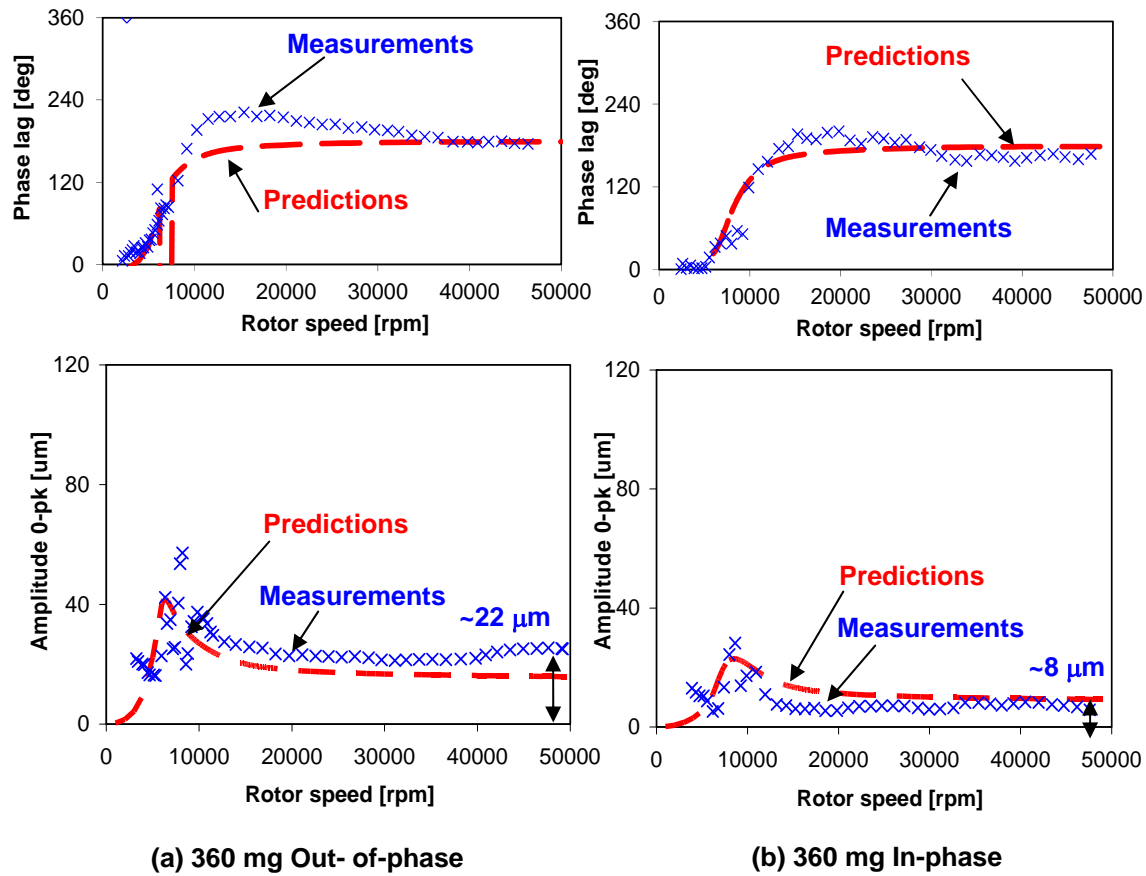 360
240
120
0
Phase lag [deg]
Measurements
Predictions
0 10000 20000 30000 40000 50000
Rotor speed [rpm]
360
240
120
0
Phase lag [deg]
Predictions
Measurements
0 10000 20000 30000 40000 50000
Rotor speed [rpm]
120
80
40
0
Amplitude 0-pk [um]
Predictions
Measurements
~22 μm
0 10000 20000 30000 40000 50000
Rotor speed [rpm]
120
80
40
0
Amplitude 0-pk [um]
Predictions
Measurements
~8 μm
0 10000 20000 30000 40000 50000
Rotor speed [rpm]
(a) 360 mg Out- of-phase
(b) 360 mg In-phase